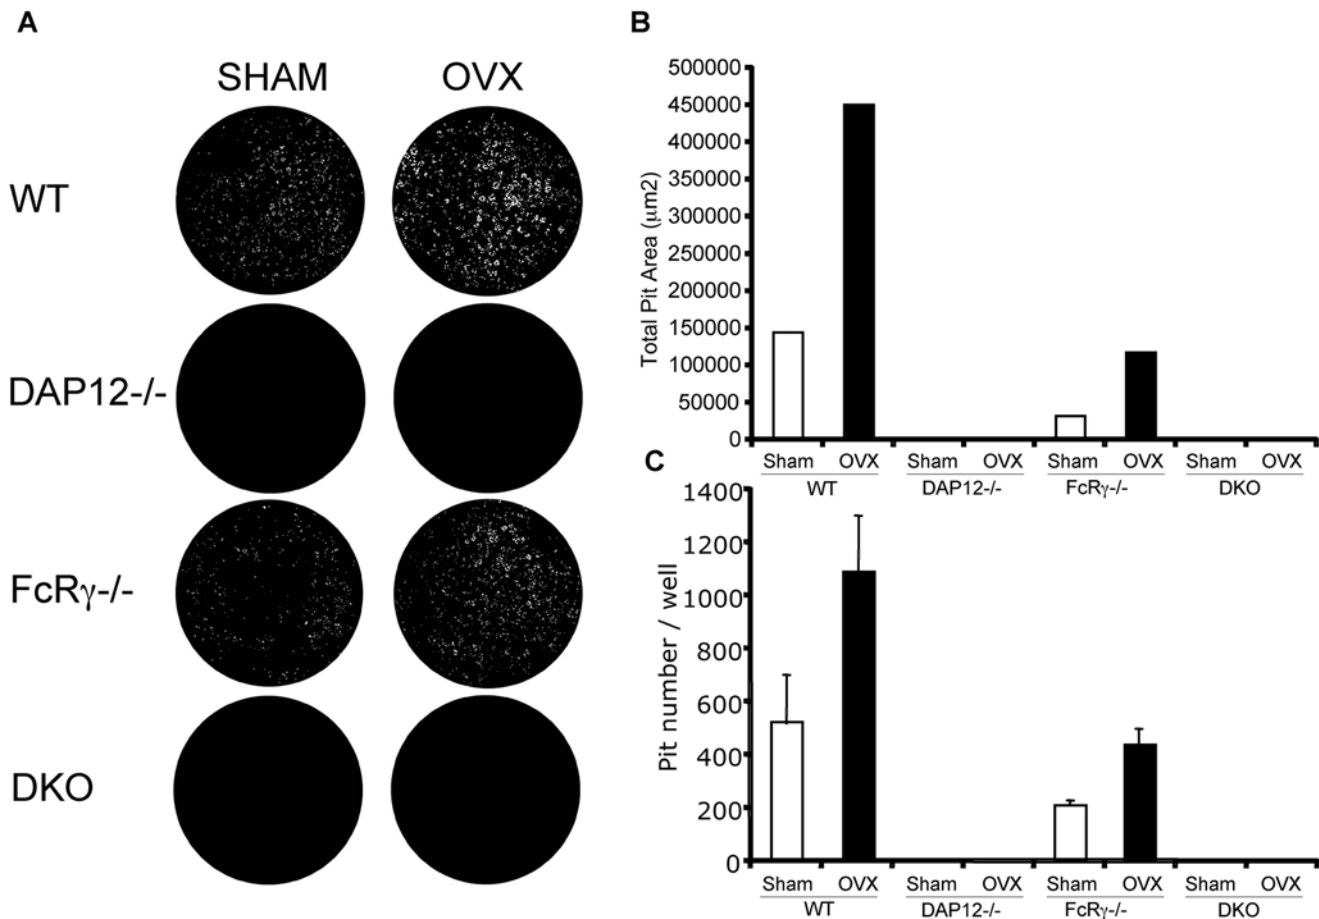 A
SHAM OVX
WT
DAP12-/-
FcRγ-/-
DKO
B
Total Pit Area (μm2)
500000
450000
400000
350000
300000
250000
200000
150000
100000
50000
0
Sham OVX Sham OVX Sham OVX Sham OVX
WT DAP12-/- FcRγ-/- DKO
C
Pit number / well
1400
1200
1000
800
600
400
200
0
Sham OVX Sham OVX Sham OVX Sham OVX
WT DAP12-/- FcRγ-/- DKO